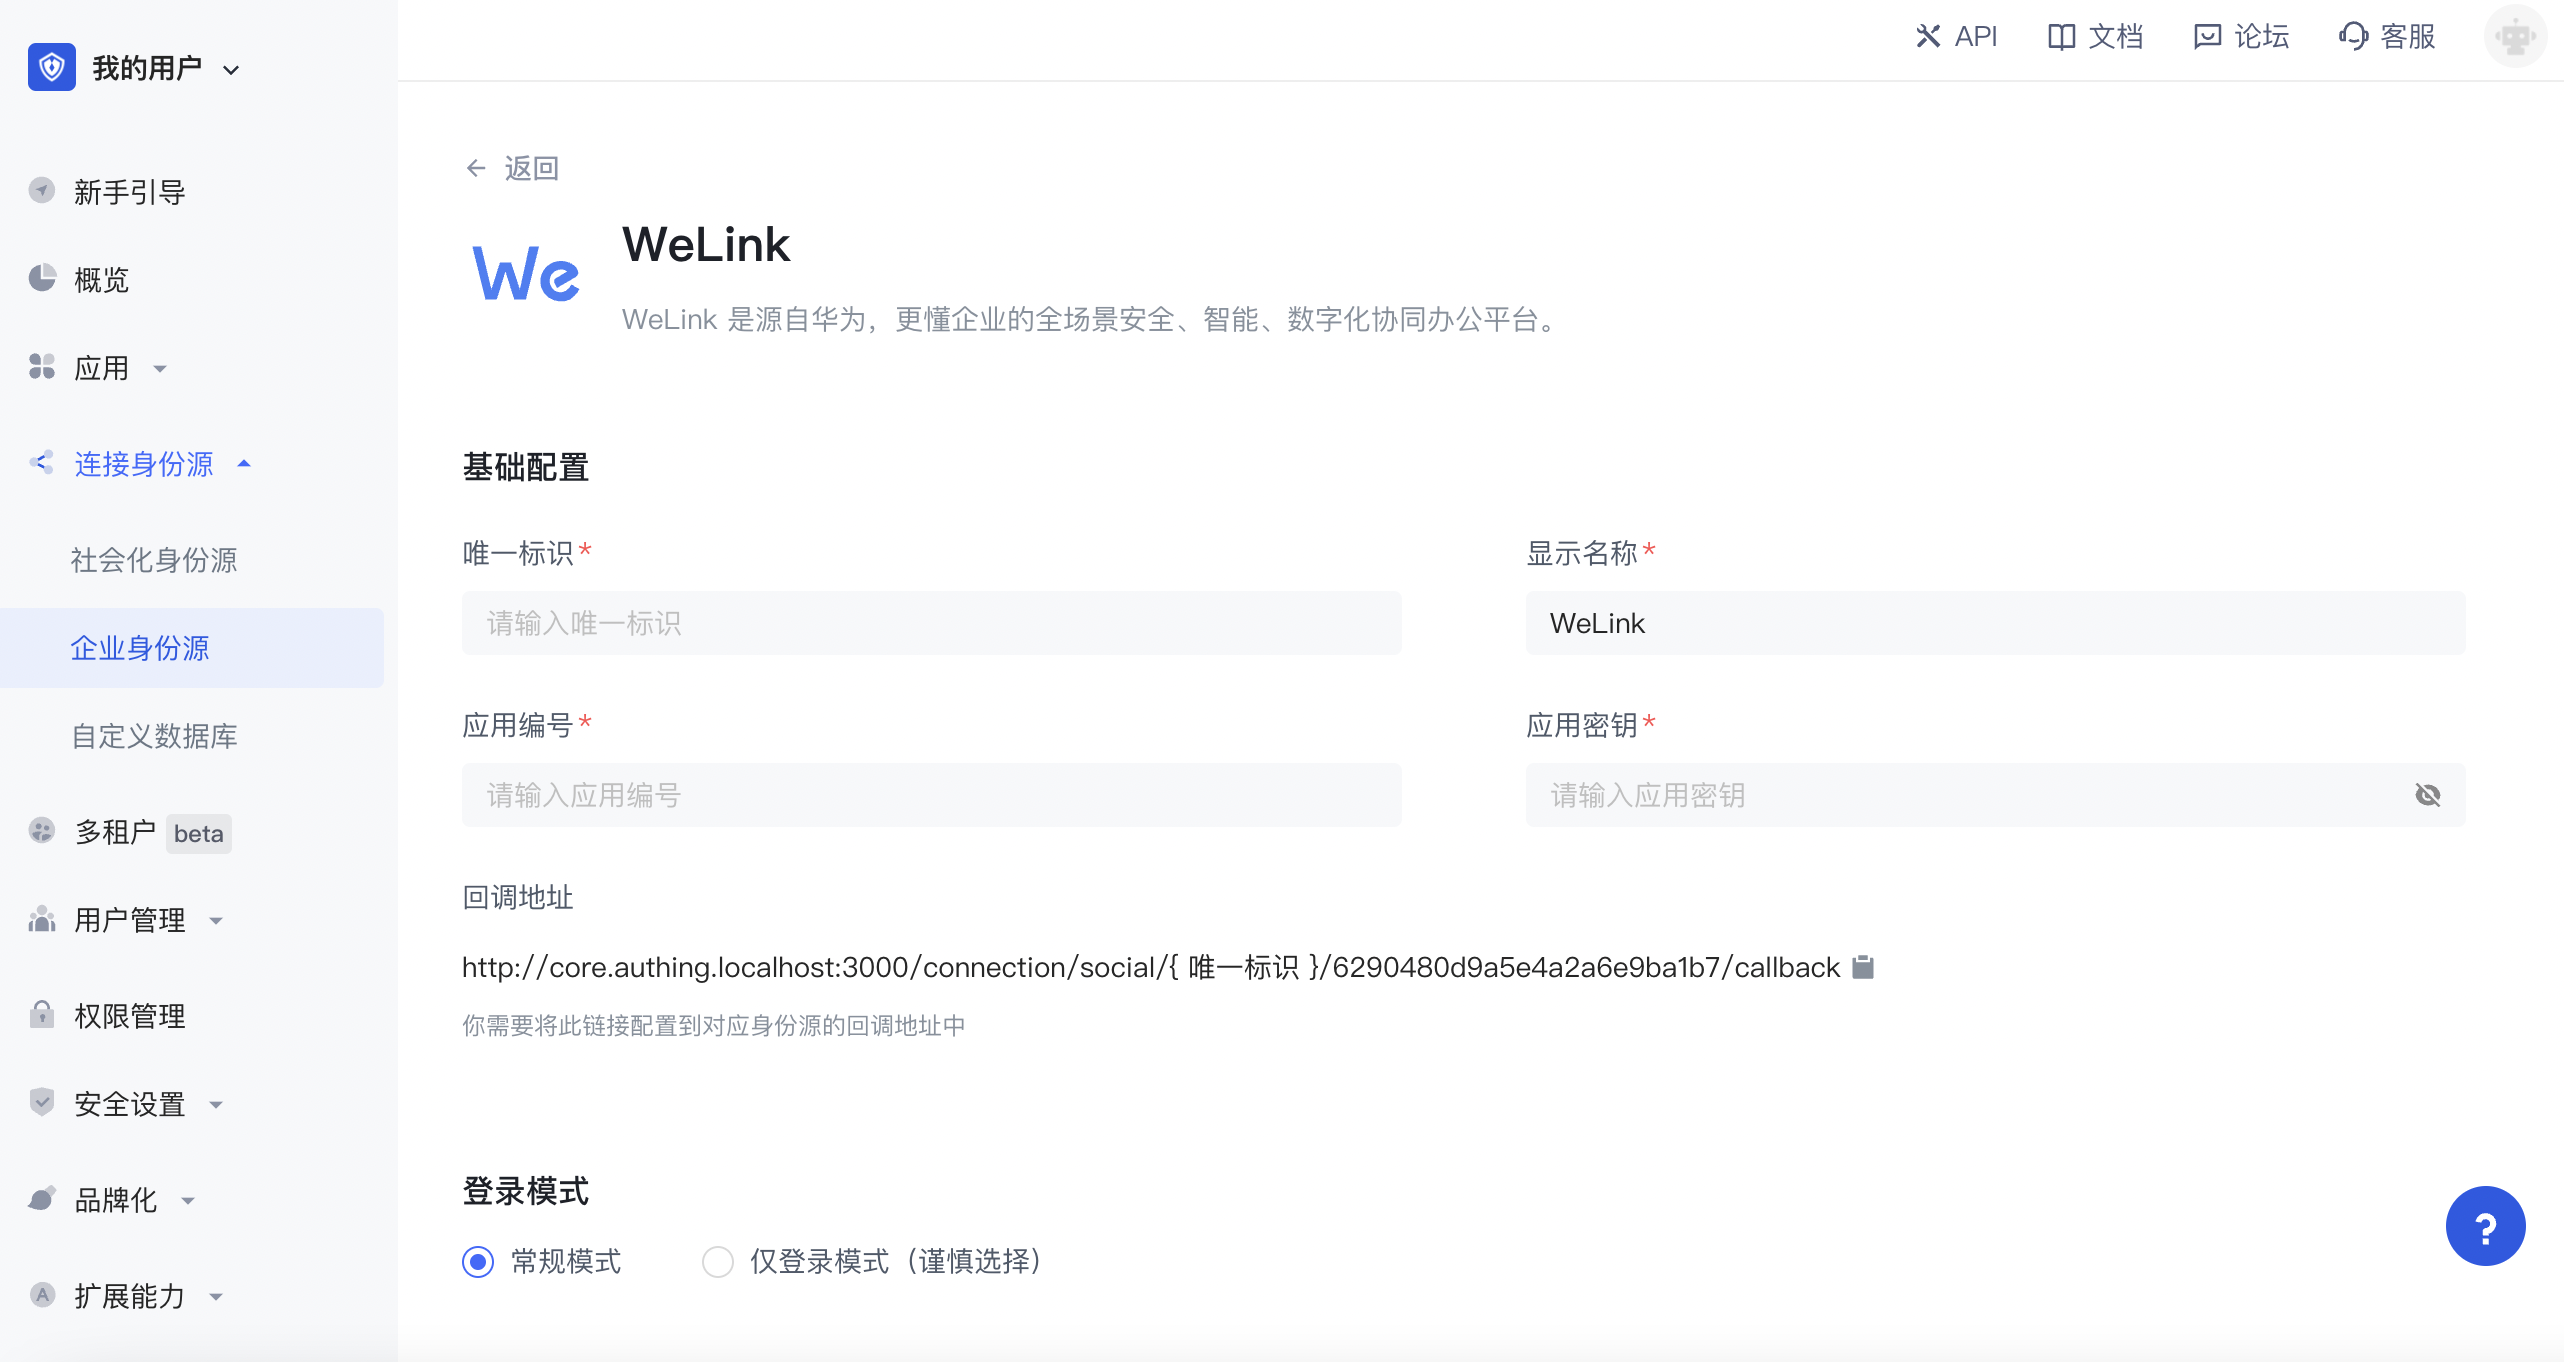 我的用户
API 文档 论坛 客服
新手引导
概览
应用
连接身份源
社会化身份源
企业身份源
自定义数据库
多租户 beta
用户管理
权限管理
安全设置
品牌化
扩展能力
返回
We
WeLink
WeLink 是源自华为，更懂企业的全场景安全、智能、数字化协同办公平台。
基础配置
唯一标识*
请输入唯一标识
显示名称*
WeLink
应用编号*
请输入应用编号
应用密钥*
请输入应用密钥
回调地址
http://core.authing.localhost:3000/connection/social/{ 唯一标识 }/6290480d9a5e4a2a6e9ba1b7/callback
你需要将此链接配置到对应身份源的回调地址中
登录模式
常规模式 仅登录模式（谨慎选择）
?